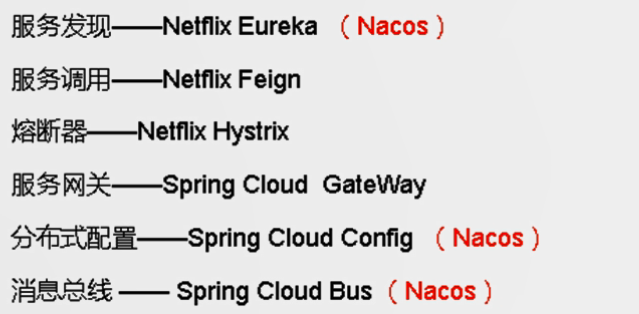 服务发现——Netflix Eureka （Nacos）
服务调用——Netflix Feign
熔断器——Netflix Hystrix
服务网关——Spring Cloud  GateWay
分布式配置——Spring Cloud Config （Nacos）
消息总线 —— Spring Cloud Bus（Nacos）